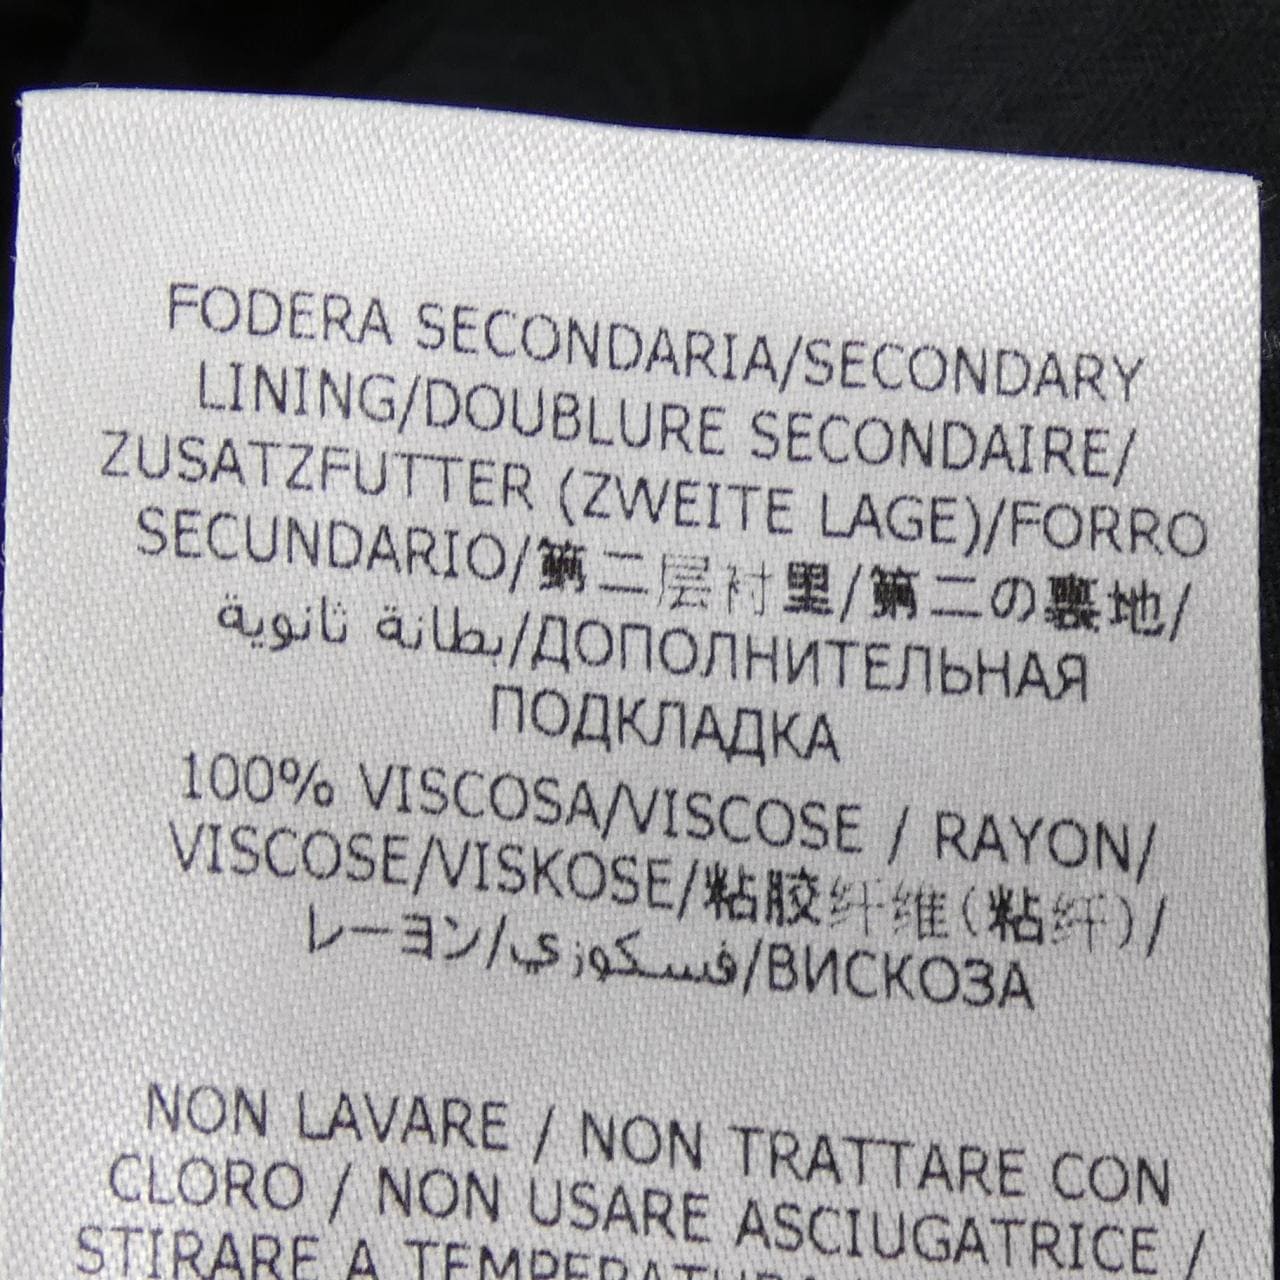 FODERA SECONDARIA/SECONDARY
LINING/DOUBLURE SECONDAIRE/
ZUSATZFUTTER (ZWEITE LAGE)/FORRO
SECUNDARIO/第二层衬里/第二の裏地/
بطانة ثانوية/ДОПОЛНИТЕЛЬНАЯ
ПОДКЛАДКА
100% VISCOSA/VISCOSE / RAYON/
VISCOSE/VISKOSE/粘胶纤维(粘纤)/
レーヨン/فسكوزي/ВИСКОЗА
NON LAVARE / NON TRATTARE CON
CLORO / NON USARE ASCIUGATRICE /
STIRARE A TEMPERATURA